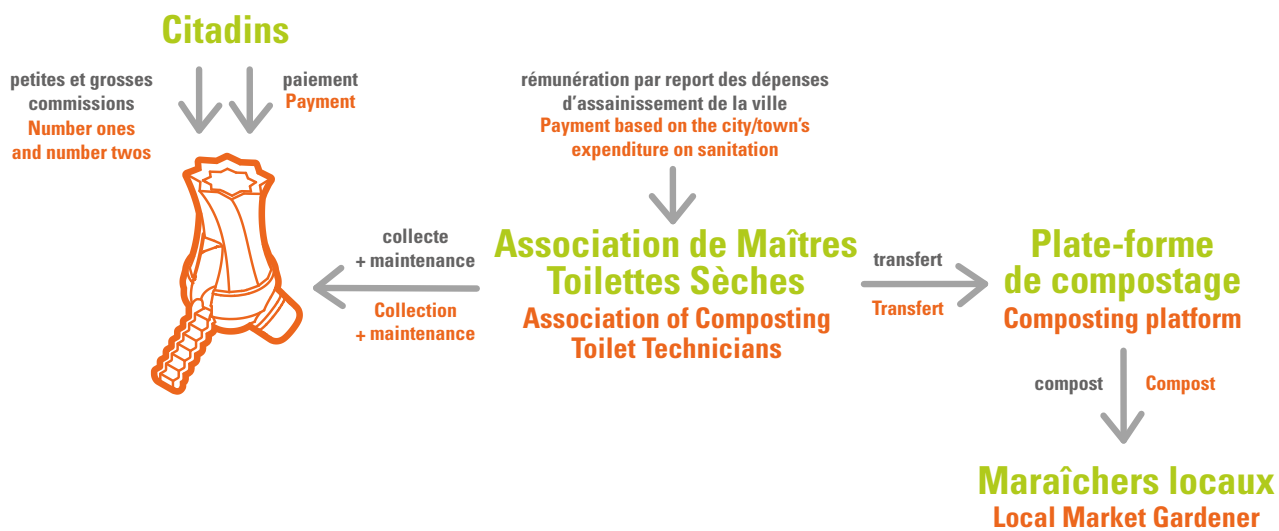 Citadins
petites et grosses
commissions
Number ones
and number twos
paiement
Payment
rémunération par report des dépenses
d'assainissement de la ville
Payment based on the city/town's
expenditure on sanitation
collecte
+ maintenance
Collection
+ maintenance
Association de Maîtres
Toilettes Sèches
Association of Composting
Toilet Technicians
transfert
Transfert
Plate-forme
de compostage
Composting platform
compost
Compost
Maraîchers locaux
Local Market Gardener